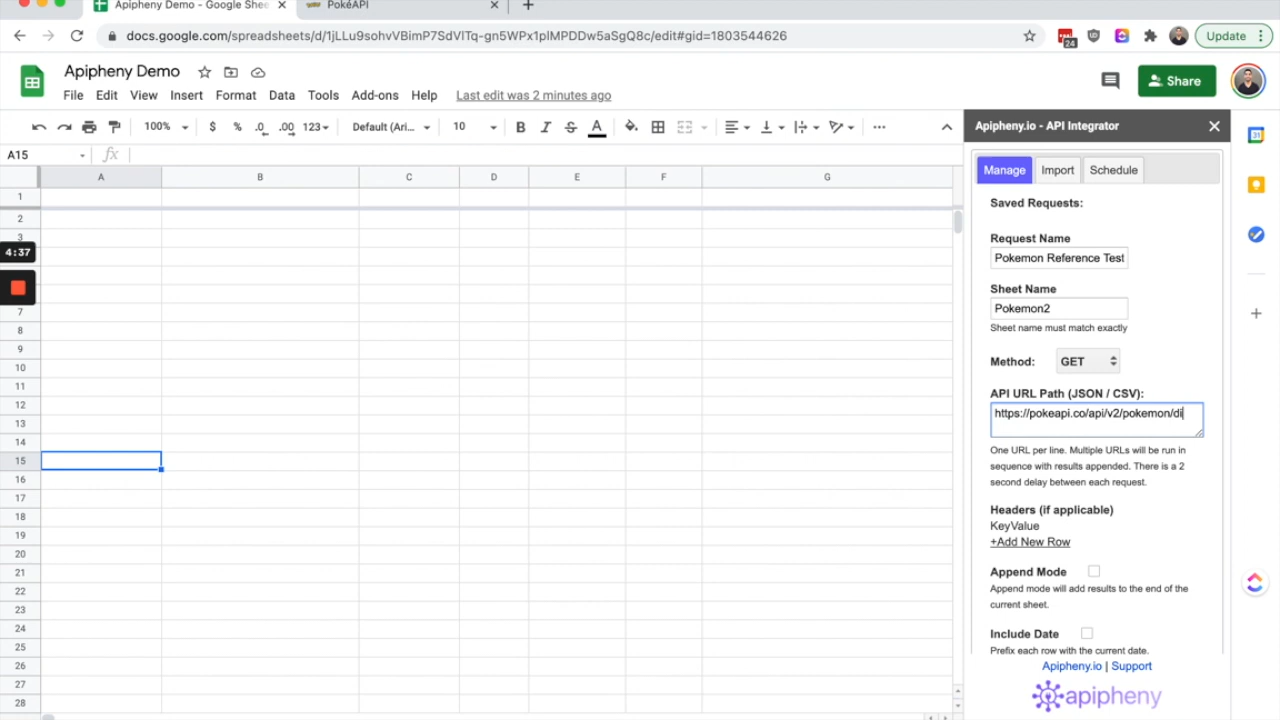 Apipheny Demo - Google Shee
PokéAPI
docs.google.com/spreadsheets/d/1jLLu9sohvVBimP7SdVITq-gn5WPx1plMPDDw5aSgQ8c/edit#gid=1803544626
24
Update
Apipheny Demo
File Edit View Insert Format Data Tools Add-ons Help Last edit was 2 minutes ago
Share
100% $ % .0 .00 123 Default (Ari... 10 B I S A
Apipheny.io - API Integrator
A15 fx
A B C D E F G
Manage Import Schedule
1
2
3
4:37
7
8
9
10
11
12
13
14
15
16
17
18
19
20
21
22
23
24
25
26
27
28
Saved Requests:
Request Name
Pokemon Reference Test
Sheet Name
Pokemon2
Sheet name must match exactly
Method: GET
API URL Path (JSON / CSV):
https://pokeapi.co/api/v2/pokemon/di
One URL per line. Multiple URLs will be run in
sequence with results appended. There is a 2
second delay between each request.
Headers (if applicable)
KeyValue
+Add New Row
Append Mode
Append mode will add results to the end of the
current sheet.
Include Date
Prefix each row with the current date.
Apipheny.io | Support
apipheny
31